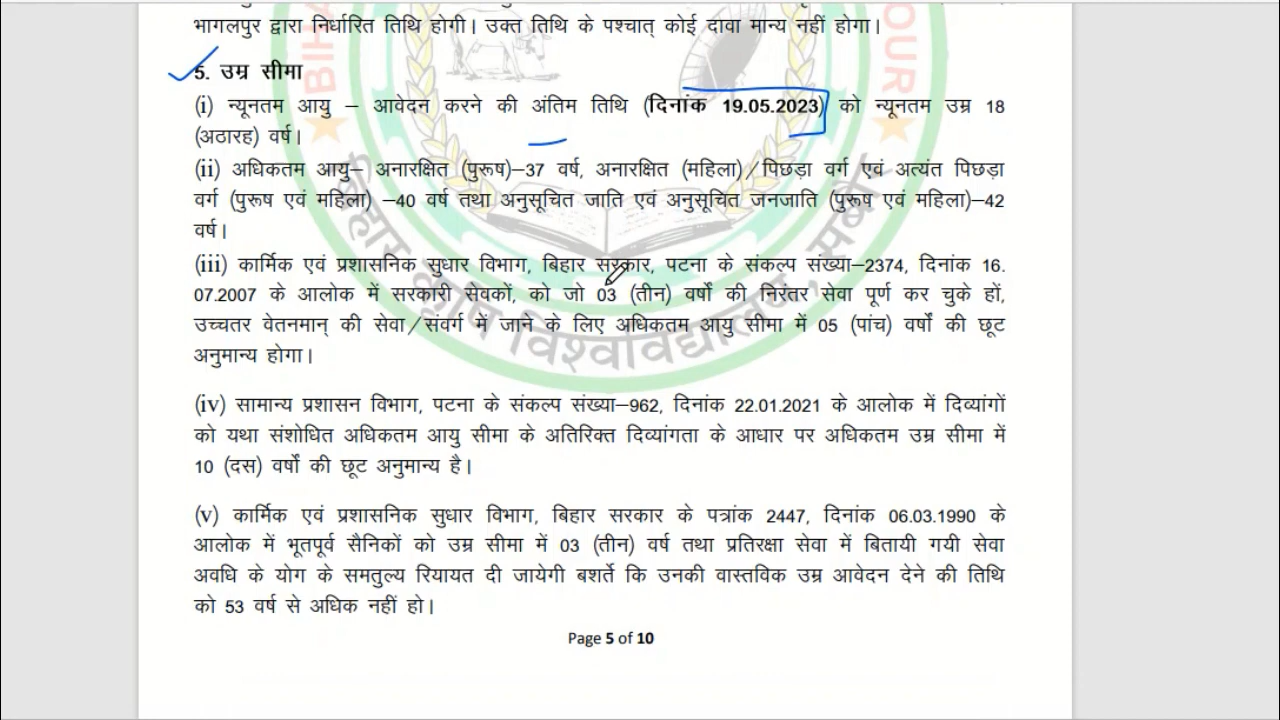 भागलपुर द्वारा निर्धारित तिथि होगी। उक्त तिथि के पश्चात् कोई दावा मान्य नहीं होगा।
5. उम्र सीमा
(i) न्यूनतम आयु – आवेदन करने की अंतिम तिथि (दिनांक 19.05.2023) को न्यूनतम उम्र 18
(अठारह) वर्ष।
(ii) अधिकतम आयु– अनारक्षित (पुरूष)–37 वर्ष, अनारक्षित (महिला)/पिछड़ा वर्ग एवं अत्यंत पिछड़ा
वर्ग (पुरूष एवं महिला) –40 वर्ष तथा अनुसूचित जाति एवं अनुसूचित जनजाति (पुरूष एवं महिला)–42
वर्ष।
(iii) कार्मिक एवं प्रशासनिक सुधार विभाग, बिहार सरकार, पटना के संकल्प संख्या–2374, दिनांक 16.
07.2007 के आलोक में सरकारी सेवकों, को जो 03 (तीन) वर्षों की निरंतर सेवा पूर्ण कर चुके हों,
उच्चतर वेतनमान् की सेवा/संवर्ग में जाने के लिए अधिकतम आयु सीमा में 05 (पांच) वर्षों की छूट
अनुमान्य होगा।
(iv) सामान्य प्रशासन विभाग, पटना के संकल्प संख्या–962, दिनांक 22.01.2021 के आलोक में दिव्यांगों
को यथा संशोधित अधिकतम आयु सीमा के अतिरिक्त दिव्यांगता के आधार पर अधिकतम उम्र सीमा में
10 (दस) वर्षों की छूट अनुमान्य है।
(v) कार्मिक एवं प्रशासनिक सुधार विभाग, बिहार सरकार के पत्रांक 2447, दिनांक 06.03.1990 के
आलोक में भूतपूर्व सैनिकों को उम्र सीमा में 03 (तीन) वर्ष तथा प्रतिरक्षा सेवा में बितायी गयी सेवा
अवधि के योग के समतुल्य रियायत दी जायेगी बशर्ते कि उनकी वास्तविक उम्र आवेदन देने की तिथि
को 53 वर्ष से अधिक नहीं हो।
Page 5 of 10
BIHA
OUR
कृषि विश्वविद्यालय,